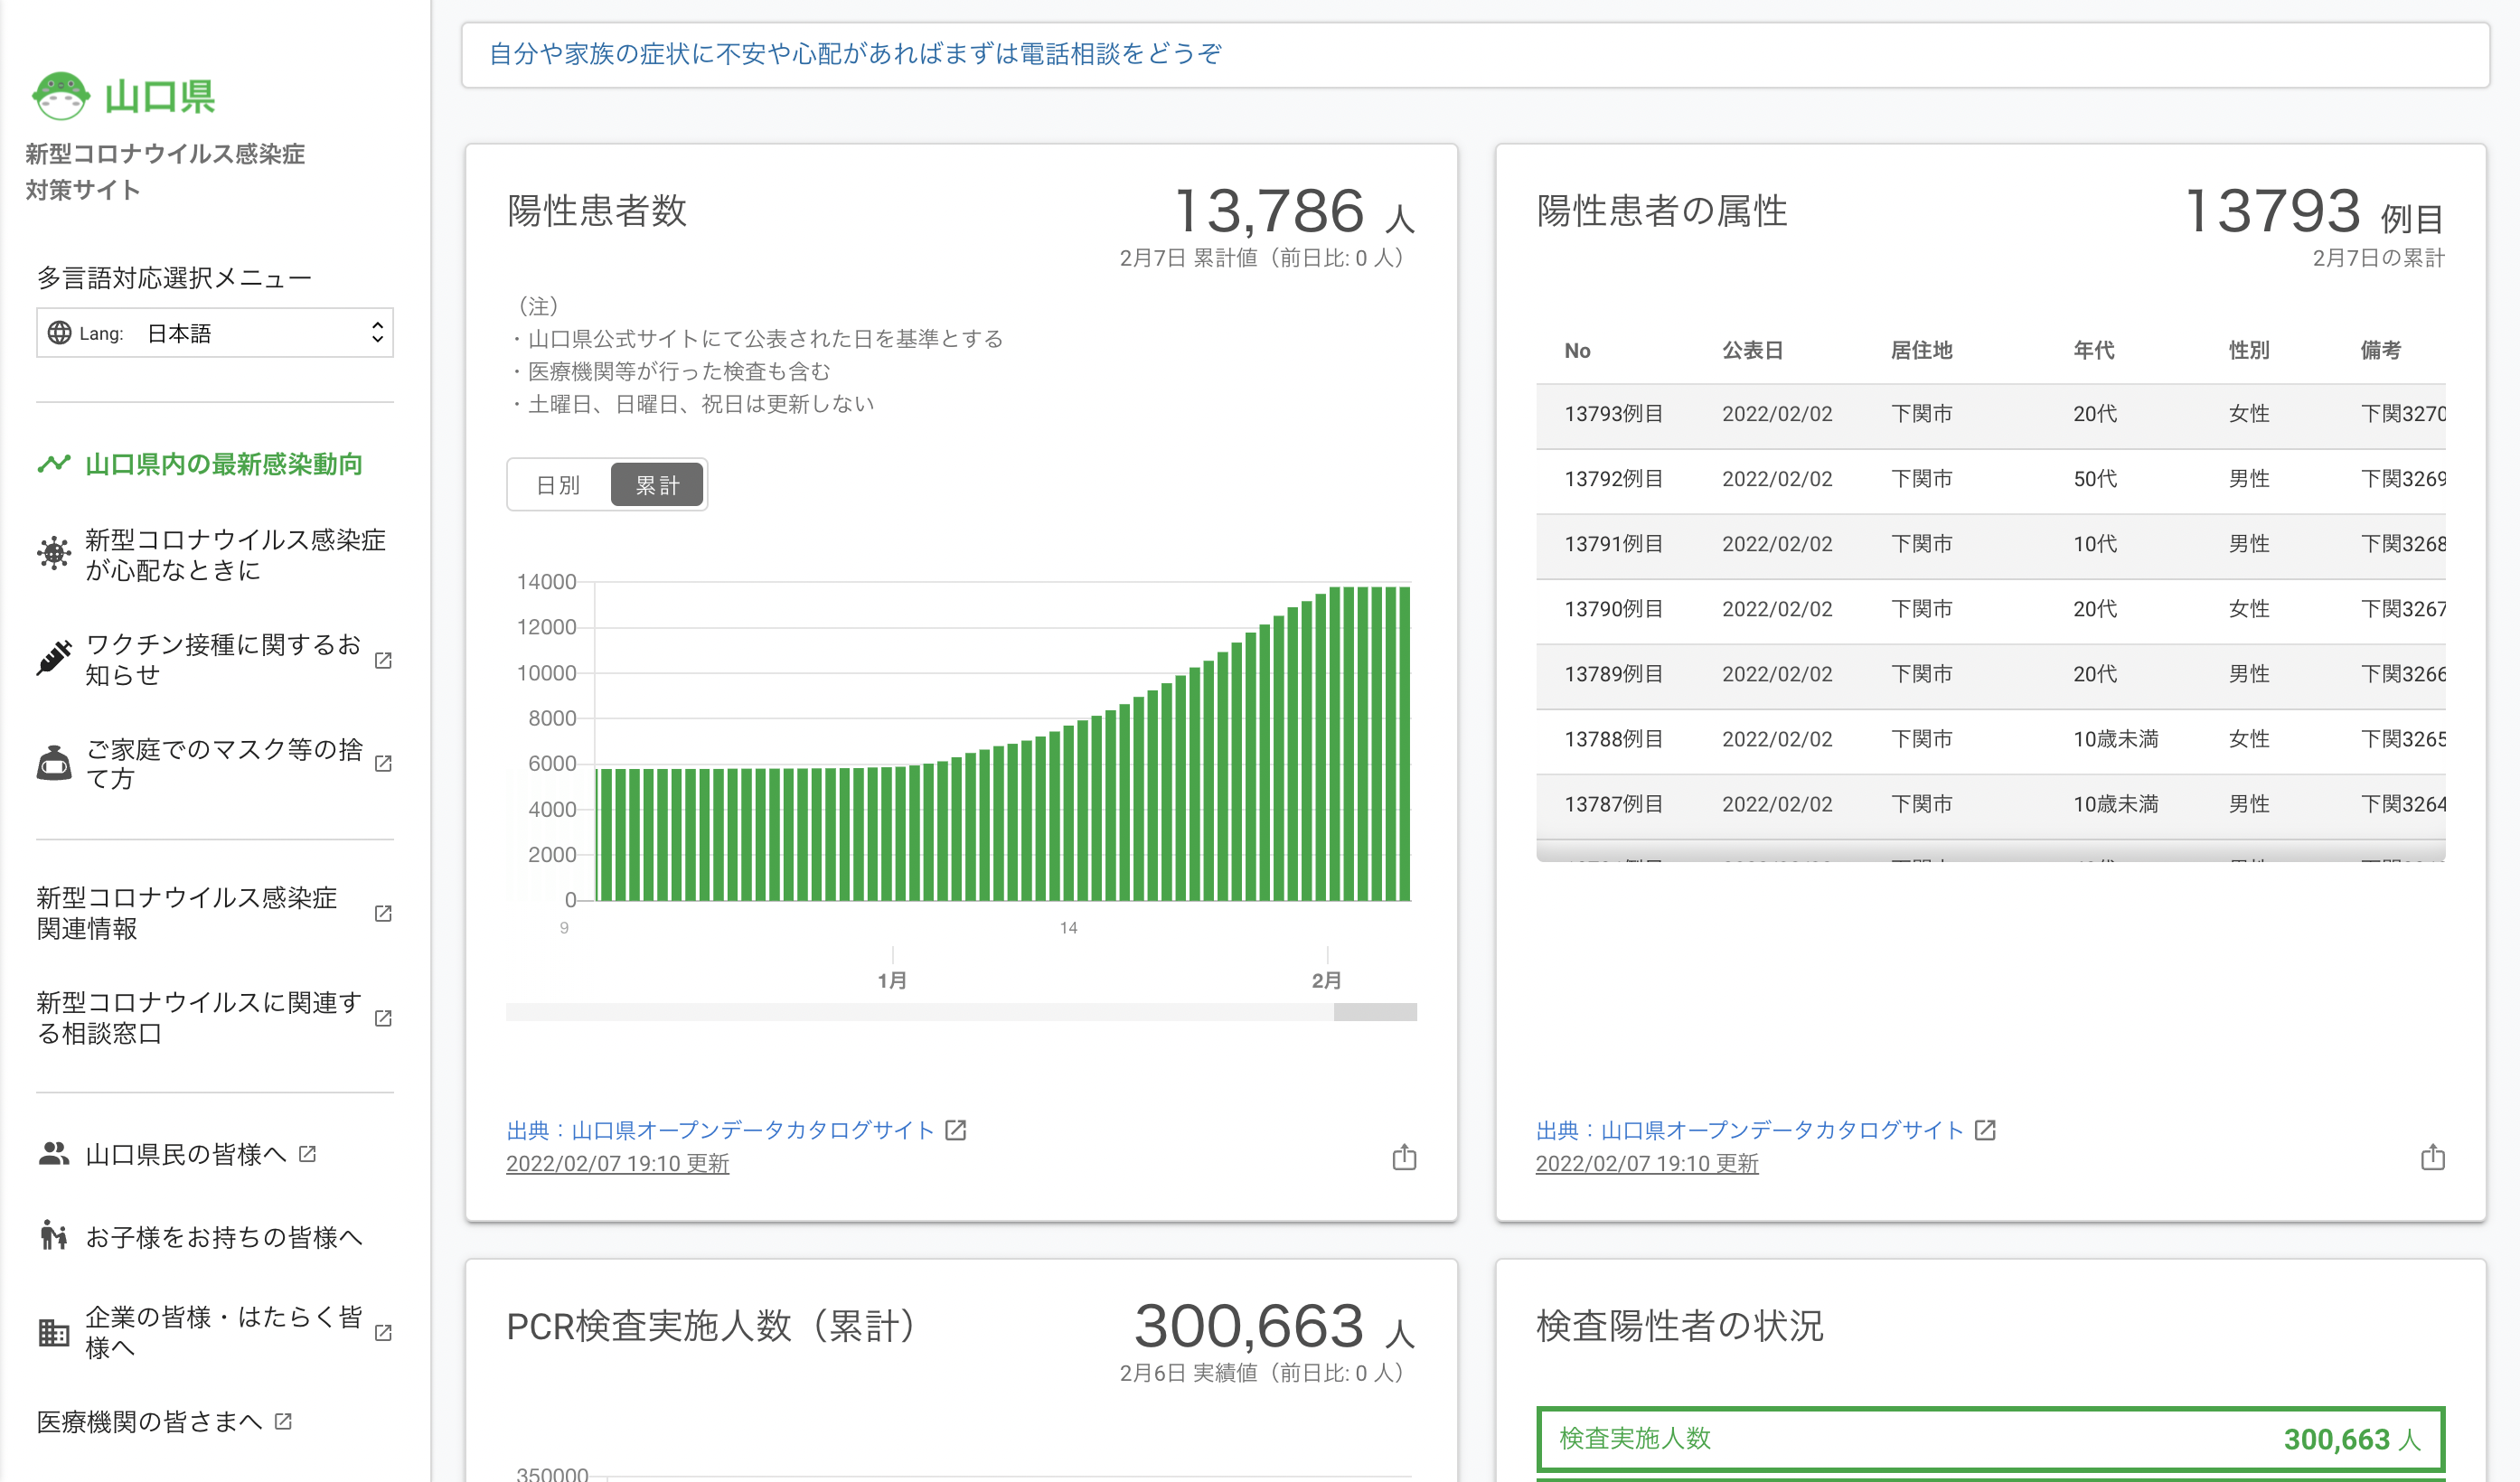 山口県
新型コロナウイルス感染症
対策サイト
多言語対応選択メニュー
Lang: 日本語
山口県内の最新感染動向
新型コロナウイルス感染症
が心配なときに
ワクチン接種に関するお
知らせ
ご家庭でのマスク等の捨
て方
新型コロナウイルス感染症
関連情報
新型コロナウイルスに関連す
る相談窓口
山口県民の皆様へ
お子様をお持ちの皆様へ
企業の皆様・はたらく皆
様へ
医療機関の皆さまへ
自分や家族の症状に不安や心配があればまずは電話相談をどうぞ
陽性患者数
13,786 人
2月7日 累計値（前日比: 0 人）
（注）
・山口県公式サイトにて公表された日を基準とする
・医療機関等が行った検査も含む
・土曜日、日曜日、祝日は更新しない
日別 累計
14000
12000
10000
8000
6000
4000
2000
0
9 14
1月 2月
出典：山口県オープンデータカタログサイト
2022/02/07 19:10 更新
陽性患者の属性
13793 例目
2月7日の累計
No 公表日 居住地 年代 性別 備考
13793例目 2022/02/02 下関市 20代 女性 下関3270
13792例目 2022/02/02 下関市 50代 男性 下関3269
13791例目 2022/02/02 下関市 10代 男性 下関3268
13790例目 2022/02/02 下関市 20代 女性 下関3267
13789例目 2022/02/02 下関市 20代 男性 下関3266
13788例目 2022/02/02 下関市 10歳未満 女性 下関3265
13787例目 2022/02/02 下関市 10歳未満 男性 下関3264
出典：山口県オープンデータカタログサイト
2022/02/07 19:10 更新
PCR検査実施人数（累計）
300,663 人
2月6日 実績値（前日比: 0 人）
350000
検査陽性者の状況
検査実施人数 300,663 人